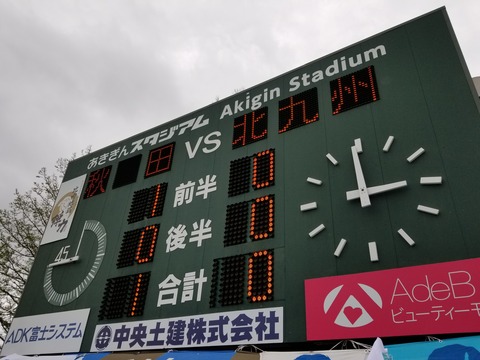 あきぎんスタジアム Akigin Stadium
秋 田 VS 北九州
1 前半 0
0 後半 0
1 合計 0
45
ADK富士システム
中央土建株式会社
AdeB
ビューティーモ